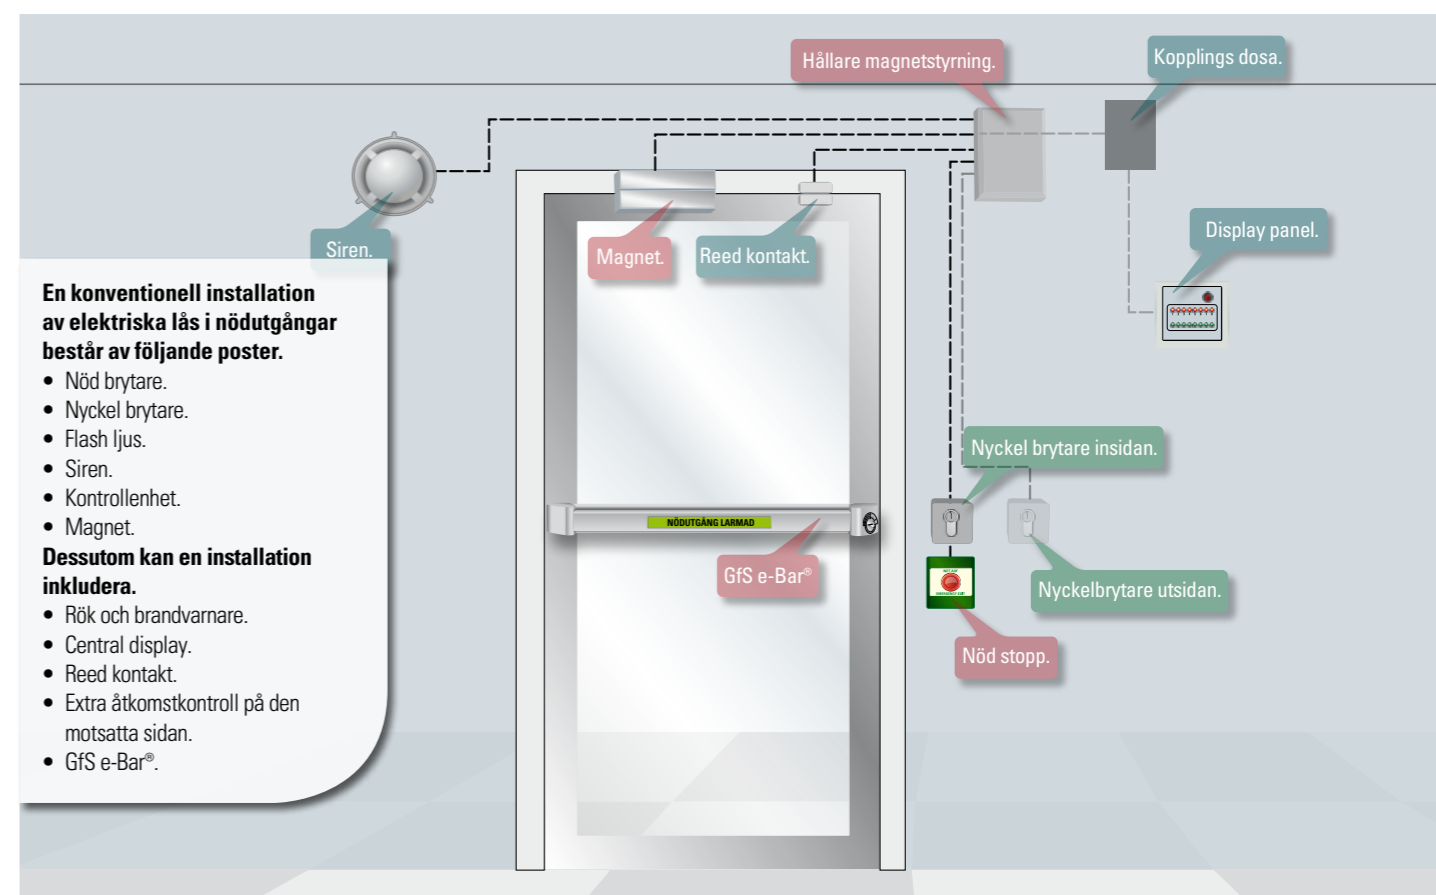 Hållare magnetstyrning.
Kopplings dosa.
Siren.
Magnet.
Reed kontakt.
Display panel.
En konventionell installation
av elektriska lås i nödutgångar
består av följande poster.
• Nöd brytare.
• Nyckel brytare.
• Flash ljus.
• Siren.
• Kontrollenhet.
• Magnet.
Dessutom kan en installation
inkludera.
• Rök och brandvarnare.
• Central display.
• Reed kontakt.
• Extra åtkomstkontroll på den
motsatta sidan.
• GfS e-Bar®.
Nyckel brytare insidan.
NÖDUTGÅNG LARMAD
GfS e-Bar®
Nyckelbrytare utsidan.
Nöd stopp.